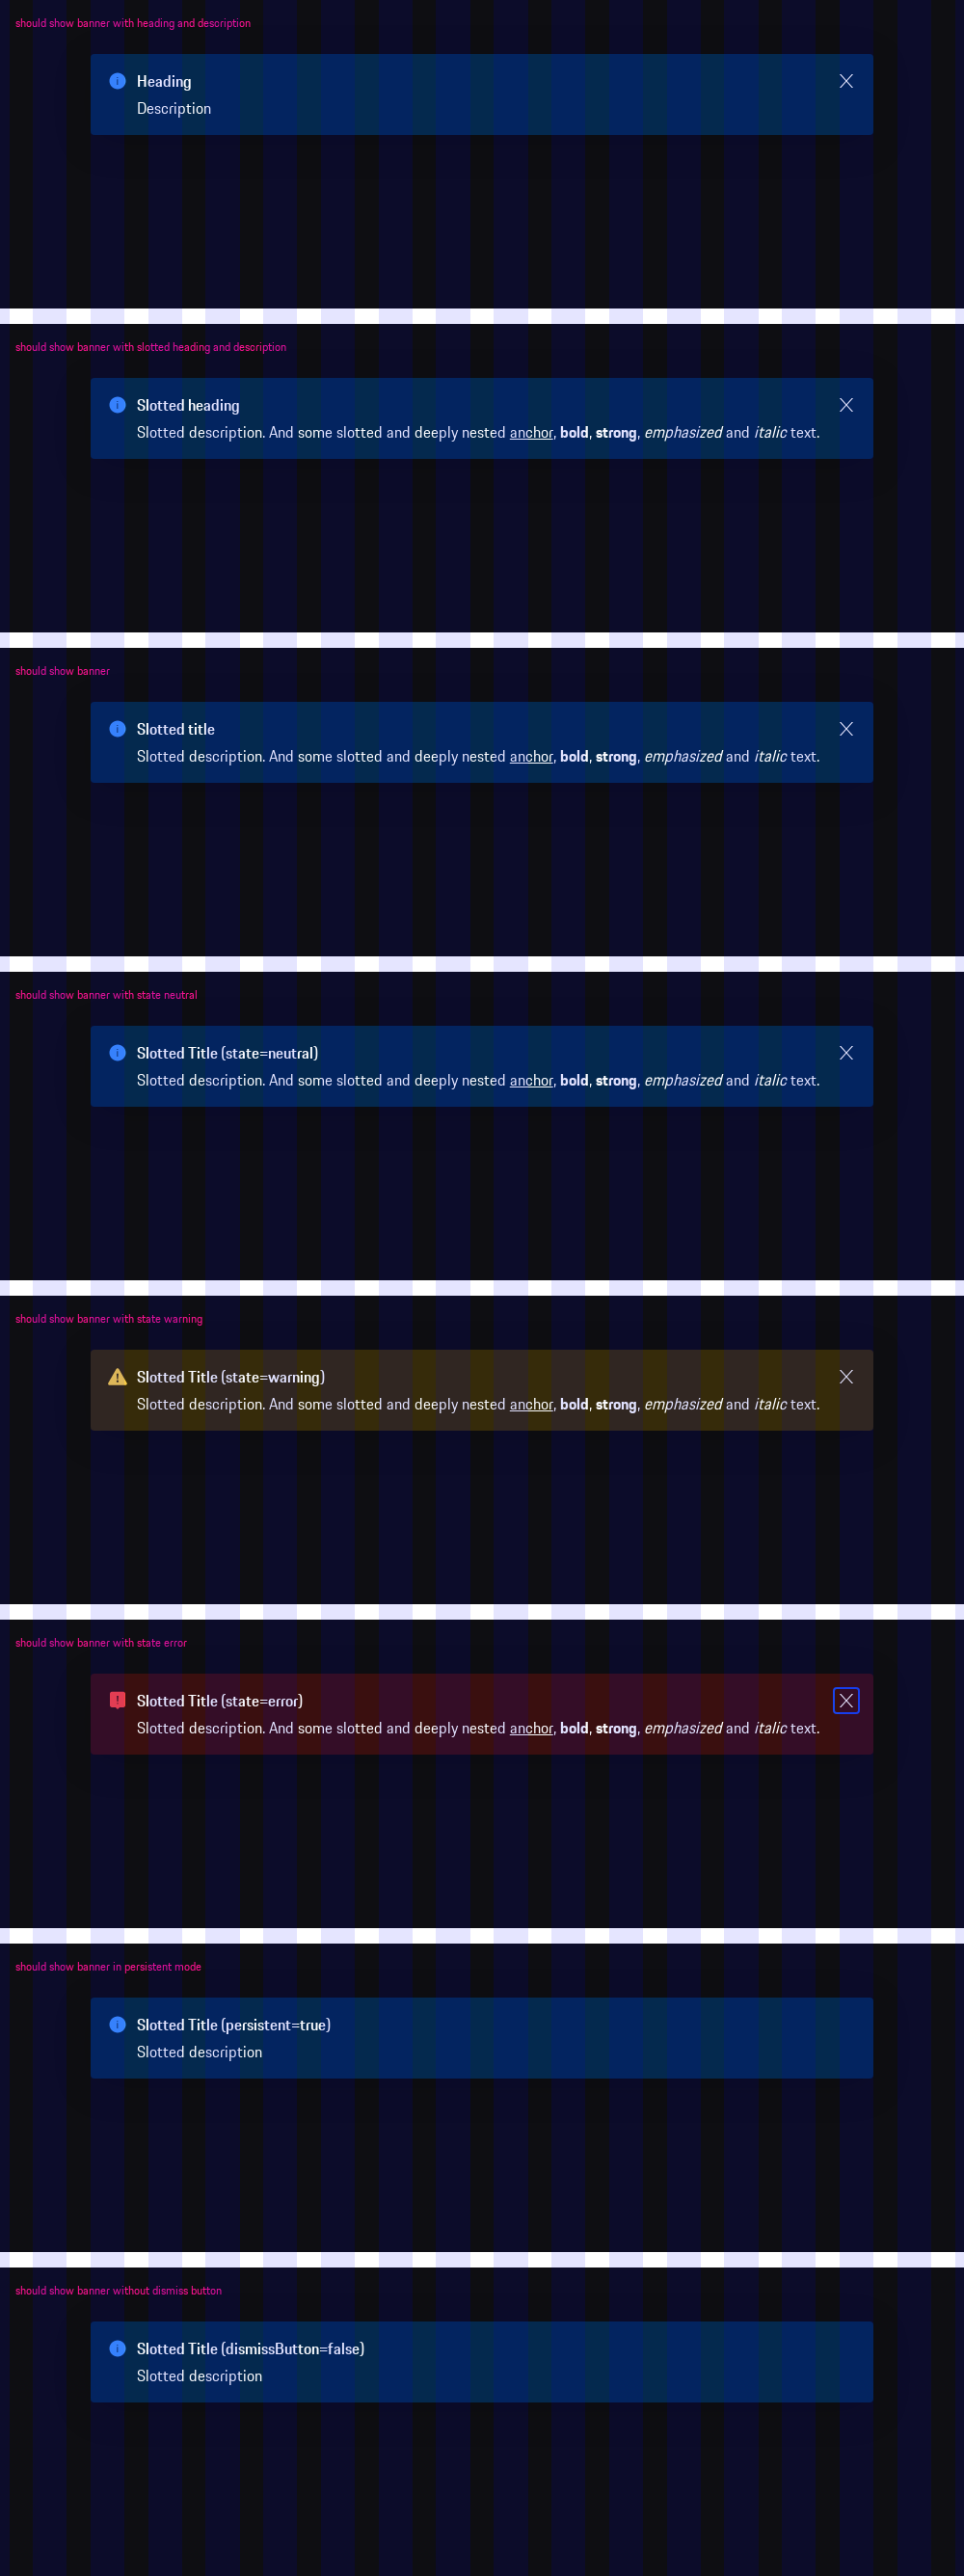 should show banner with heading and description
Heading
Description
should show banner with slotted heading and description
Slotted heading
Slotted description. And some slotted and deeply nested anchor, bold, strong, emphasized and italic text.
should show banner
Slotted title
Slotted description. And some slotted and deeply nested anchor, bold, strong, emphasized and italic text.
should show banner with state neutral
Slotted Title (state=neutral)
Slotted description. And some slotted and deeply nested anchor, bold, strong, emphasized and italic text.
should show banner with state warning
Slotted Title (state=warning)
Slotted description. And some slotted and deeply nested anchor, bold, strong, emphasized and italic text.
should show banner with state error
Slotted Title (state=error)
Slotted description. And some slotted and deeply nested anchor, bold, strong, emphasized and italic text.
should show banner in persistent mode
Slotted Title (persistent=true)
Slotted description
should show banner without dismiss button
Slotted Title (dismissButton=false)
Slotted description